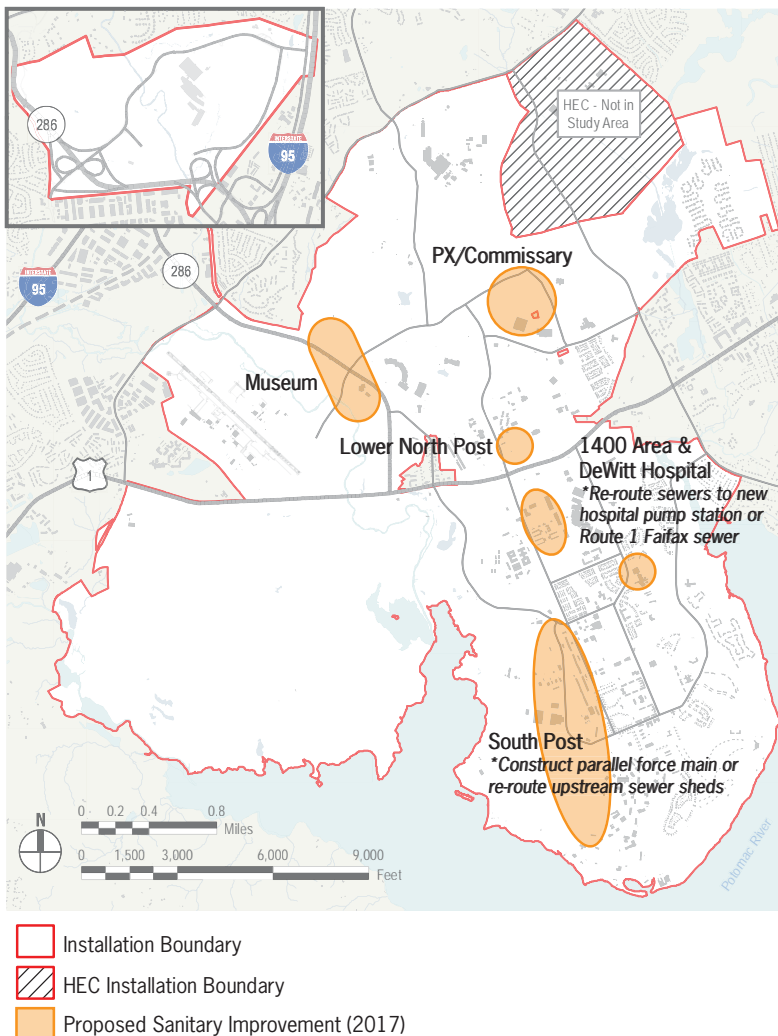 286
INTERSTATE
95
HEC - Not in
Study Area
PX/Commissary
INTERSTATE
95
286
Museum
Lower North Post
1400 Area &
DeWitt Hospital
*Re-route sewers to new
hospital pump station or
Route 1 Faifax sewer
1
South Post
*Construct parallel force main or
re-route upstream sewer sheds
N
0 0.2 0.4 0.8
Miles
0 1,500 3,000 6,000 9,000
Feet
Potomac River
Installation Boundary
HEC Installation Boundary
Proposed Sanitary Improvement (2017)